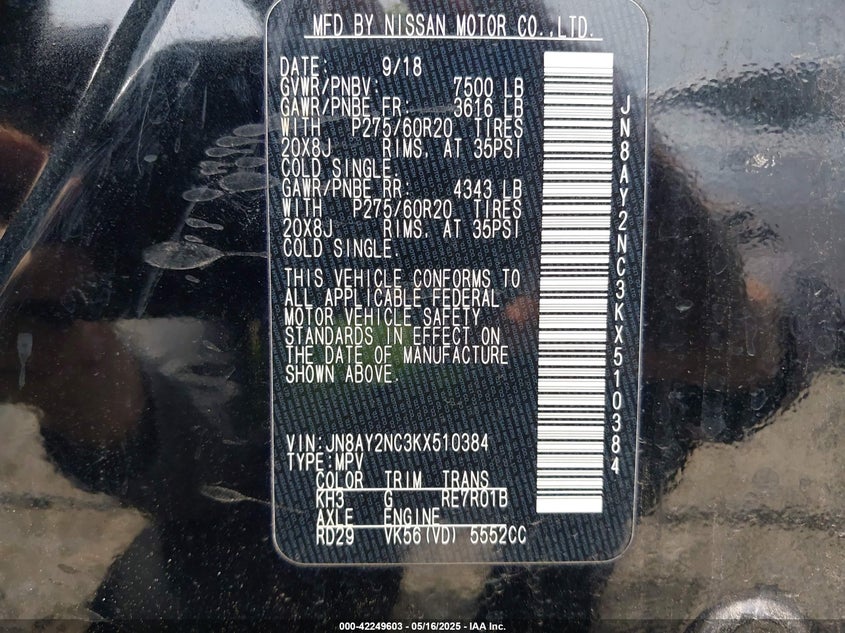 MFD BY NISSAN MOTOR CO.,LTD.
DATE: 9/18
GVWR/PNBV: 7500 LB
GAWR/PNBE FR: 3616 LB
WITH P275/60R20 TIRES
20X8J RIMS, AT 35PSI
COLD SINGLE.
GAWR/PNBE RR: 4343 LB
WITH P275/60R20 TIRES
20X8J RIMS, AT 35PSI
COLD SINGLE.
THIS VEHICLE CONFORMS TO
ALL APPLICABLE FEDERAL
MOTOR VEHICLE SAFETY
STANDARDS IN EFFECT ON
THE DATE OF MANUFACTURE
SHOWN ABOVE.
VIN:JN8AY2NC3KX510384
TYPE:MPV
COLOR TRIM TRANS
KH3 G RE7R01B
AXLE ENGINE
RD29 VK56(VD) 5552CC
JN8AY2NC3KX510384
000-42249603 - 05/16/2025 - IAA Inc.